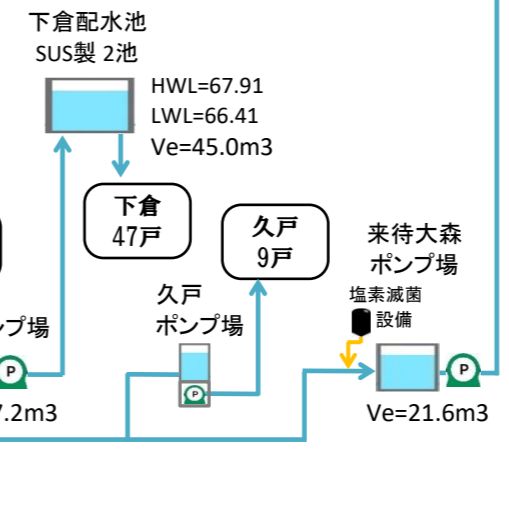 下倉配水池
SUS製 2池
HWL=67.91
LWL=66.41
Ve=45.0m3
下倉
47戸
久戸
9戸
来待大森
ポンプ場
塩素滅菌
設備
久戸
ポンプ場
P
P
Ve=21.6m3
ンプ場
P
7.2m3